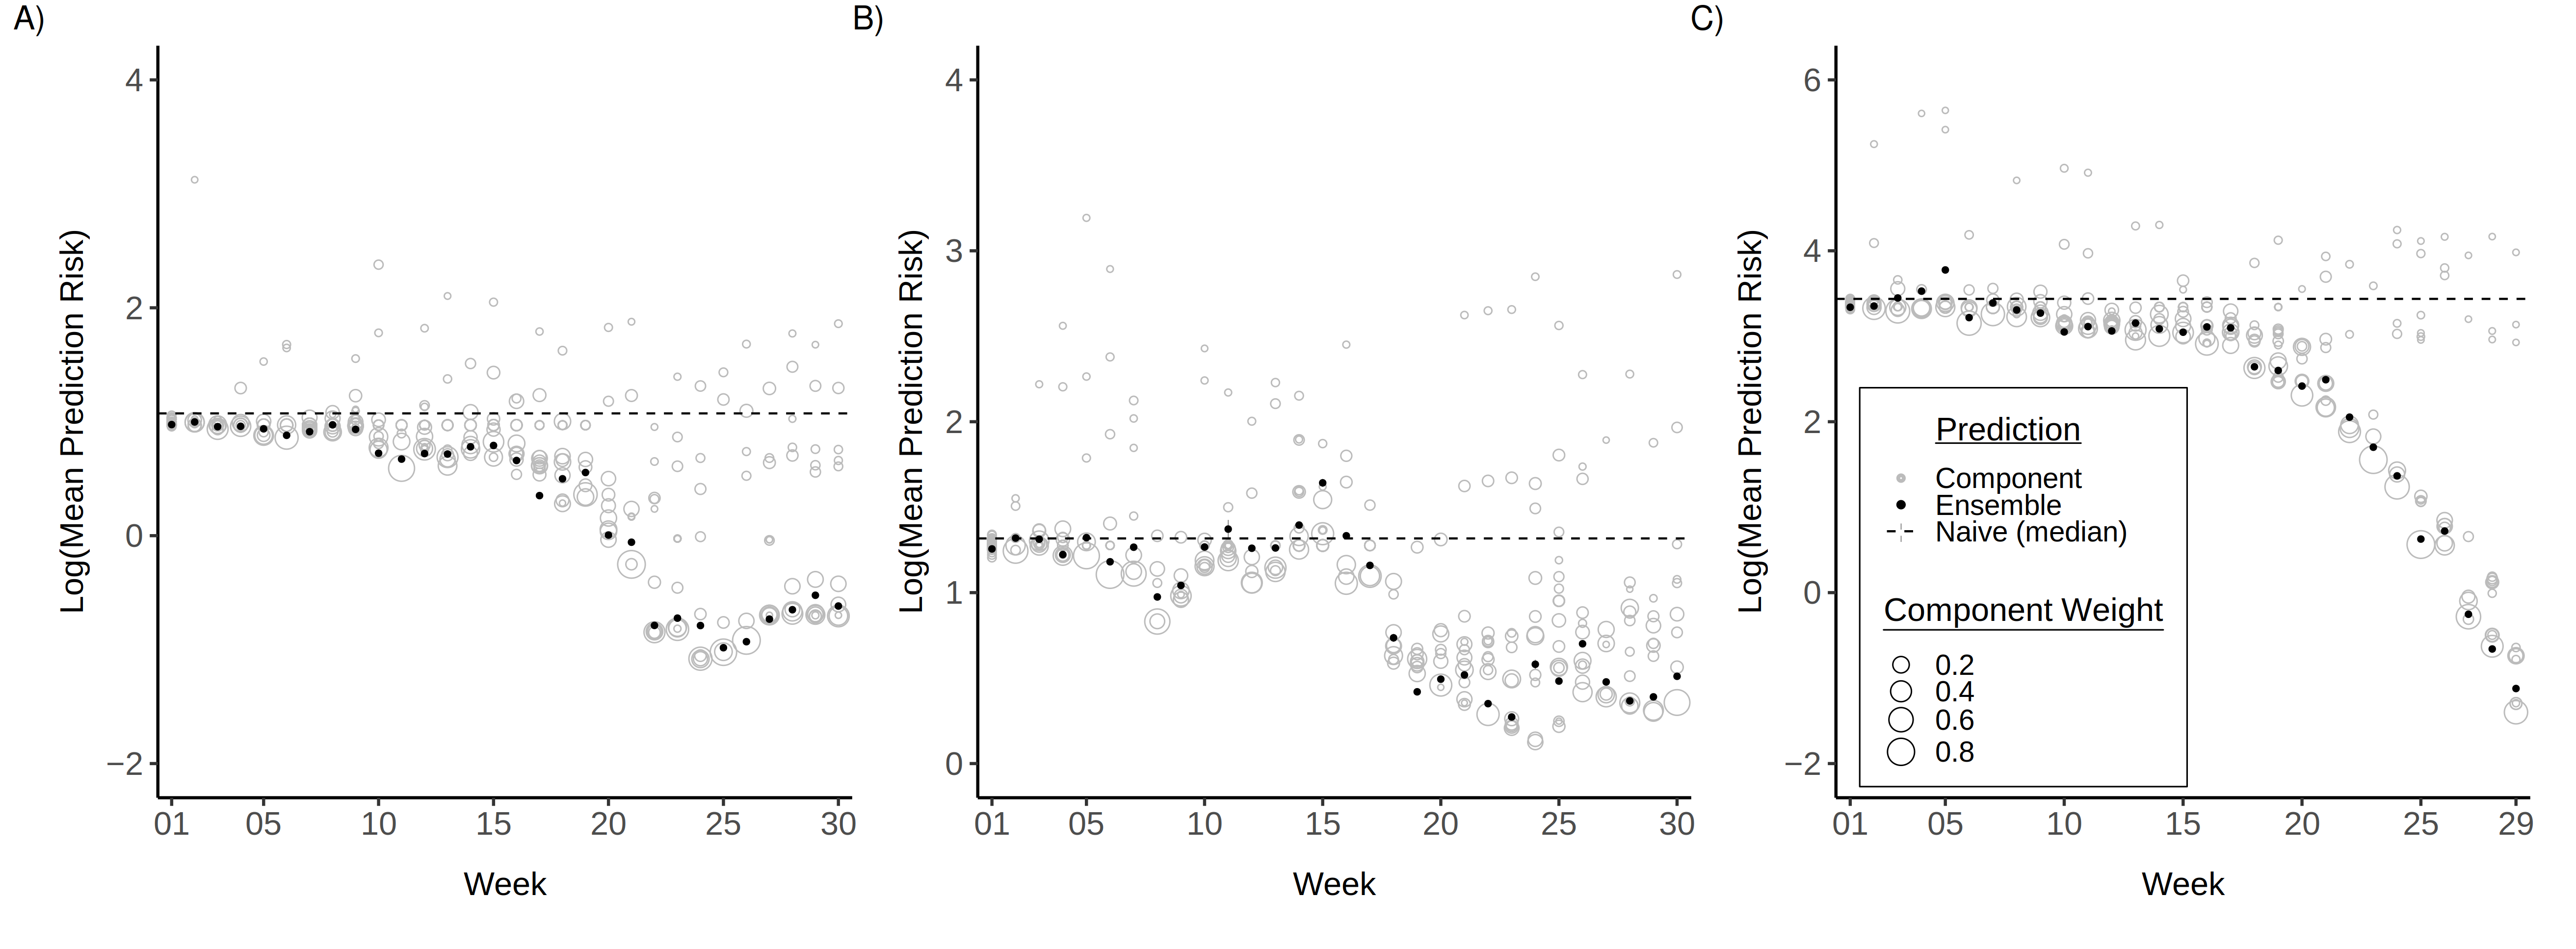 A)
B)
C)
Log(Mean Prediction Risk)
4
2
0
−2
01 05 10 15 20 25 30
Week
Log(Mean Prediction Risk)
4
3
2
1
0
01 05 10 15 20 25 30
Week
Log(Mean Prediction Risk)
6
4
2
0
−2
Prediction
Component
Ensemble
Naive (median)
Component Weight
0.2
0.4
0.6
0.8
01 05 10 15 20 25 29
Week